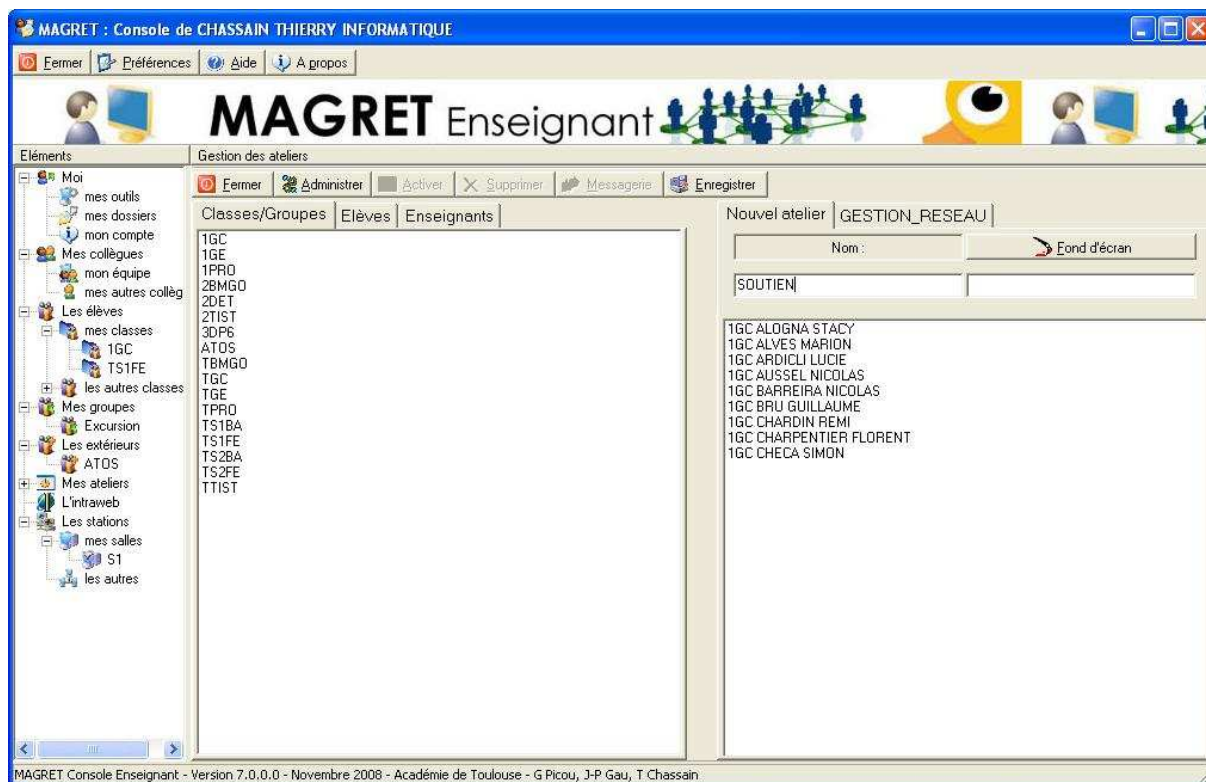 MAGRET : Console de CHASSAIN THIERRY INFORMATIQUE
Fermer Préférences Aide A propos
MAGRET Enseignant
Eléments
Moi
mes outils
mes dossiers
mon compte
Mes collègues
mon équipe
mes autres collèg
Les élèves
mes classes
1GC
TS1FE
les autres classes
Mes groupes
Excursion
Les extérieurs
ATOS
Mes ateliers
L'intraweb
Les stations
mes salles
S1
les autres
Gestion des ateliers
Fermer Administrer Activer Supprimer Messagerie Enregistrer
Classes/Groupes Elèves Enseignants
1GC
1GE
1PRO
2BMGO
2DET
2TIST
3DP6
ATOS
TBMGO
TGC
TGE
TPRO
TS1BA
TS1FE
TS2BA
TS2FE
TTIST
Nouvel atelier GESTION_RESEAU
Nom : Fond d'écran
SOUTIEN
1GC ALOGNA STACY
1GC ALVES MARION
1GC ARDICLI LUCIE
1GC AUSSEL NICOLAS
1GC BARREIRA NICOLAS
1GC BRU GUILLAUME
1GC CHARDIN REMI
1GC CHARPENTIER FLORENT
1GC CHECA SIMON
MAGRET Console Enseignant - Version 7.0.0.0 - Novembre 2008 - Académie de Toulouse - G Picou, J-P Gau, T Chassain